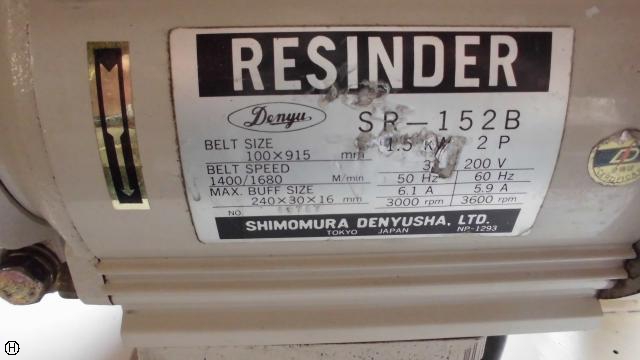 RESINDER
Denyu SR-152B
BELT SIZE 1.5 kW 2 P
100×915 mm
BELT SPEED 3 200 V
1400/1680 M/min 50 Hz 60 Hz
MAX. BUFF SIZE 6.1 A 5.9 A
240×30×16 mm 3000 rpm 3600 rpm
NO.
SHIMOMURA DENYUSHA, LTD.
TOKYO JAPAN NP-1293
H